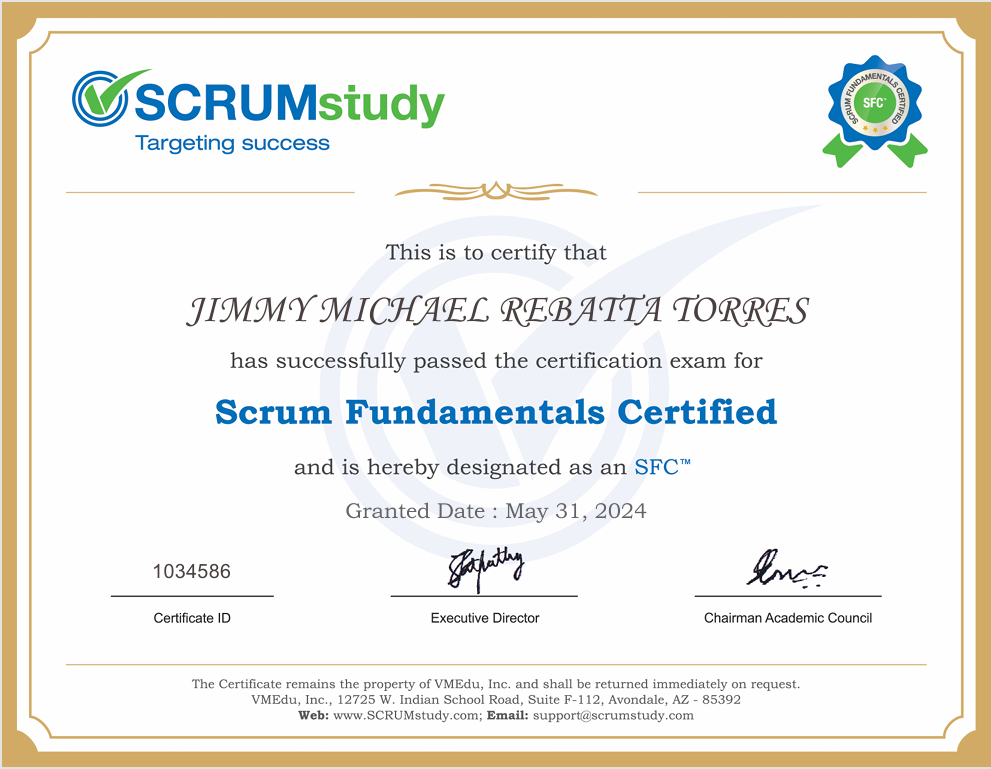 SCRUMstudy
Targeting success
SCRUM FUNDAMENTALS CERTIFIED
SFC™
This is to certify that
JIMMY MICHAEL REBATTA TORRES
has successfully passed the certification exam for
Scrum Fundamentals Certified
and is hereby designated as an SFC™
Granted Date : May 31, 2024
1034586
Certificate ID
Executive Director
Chairman Academic Council
The Certificate remains the property of VMEdu, Inc. and shall be returned immediately on request.
VMEdu, Inc., 12725 W. Indian School Road, Suite F-112, Avondale, AZ - 85392
Web: www.SCRUMstudy.com; Email: support@scrumstudy.com